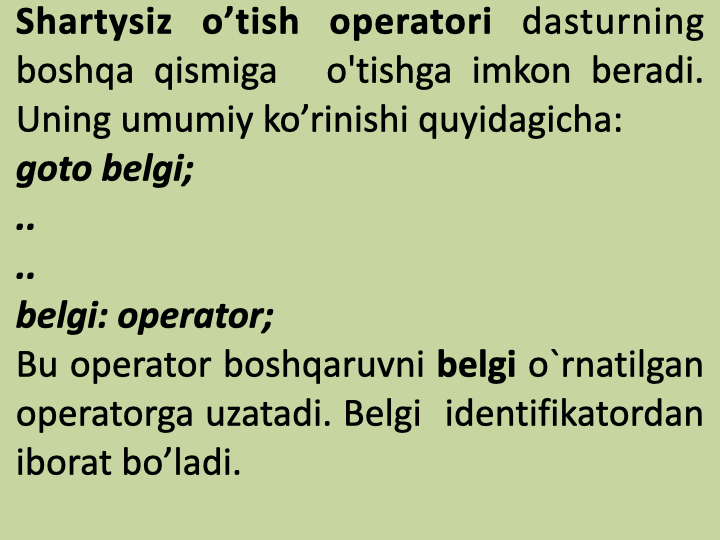 Shartysiz o’tish operatori dasturning
boshqa qismiga o'tishga imkon beradi.
Uning umumiy ko’rinishi quyidagicha:
goto belgi;
..
..
belgi: operator;
Bu operator boshqaruvni belgi o`rnatilgan
operatorga uzatadi. Belgi identifikatordan
iborat bo’ladi.